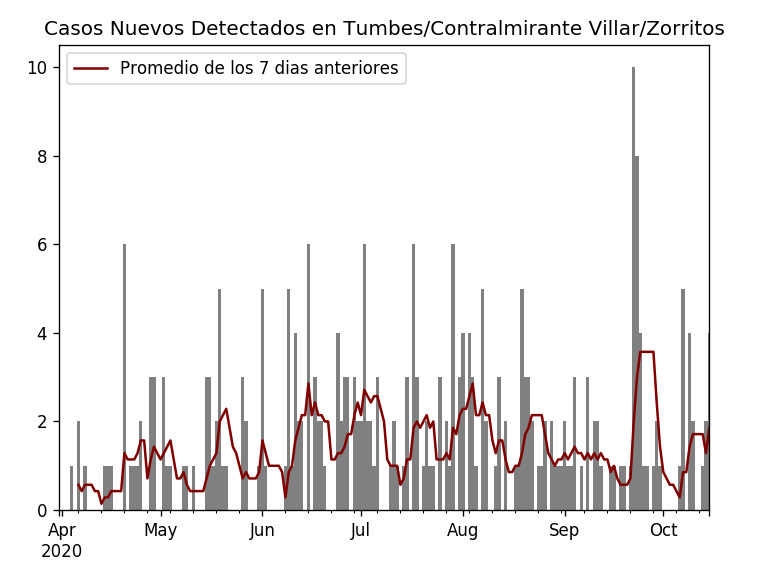 Casos Nuevos Detectados en Tumbes/Contralmirante Villar/Zorritos
Promedio de los 7 dias anteriores
10
8
6
4
2
0
Apr May Jun Jul Aug Sep Oct
2020